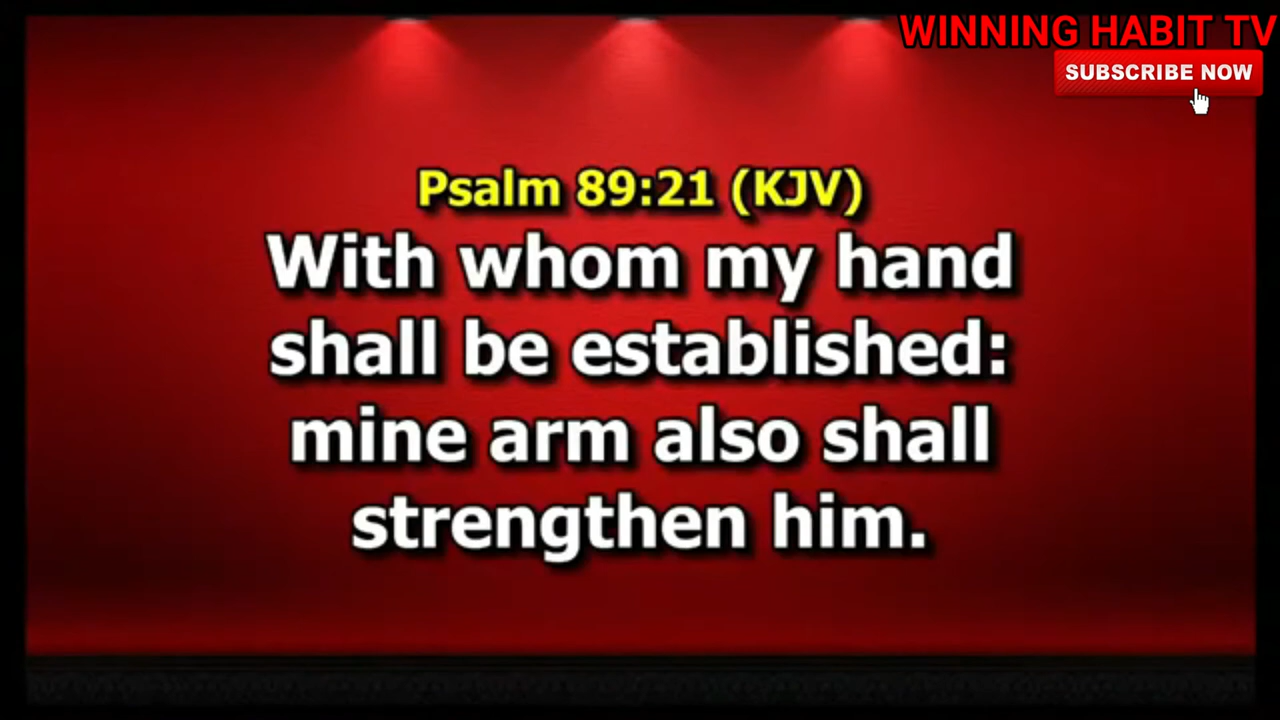 WINNING HABIT TV
SUBSCRIBE NOW
Psalm 89:21 (KJV)
With whom my hand
shall be established:
mine arm also shall
strengthen him.